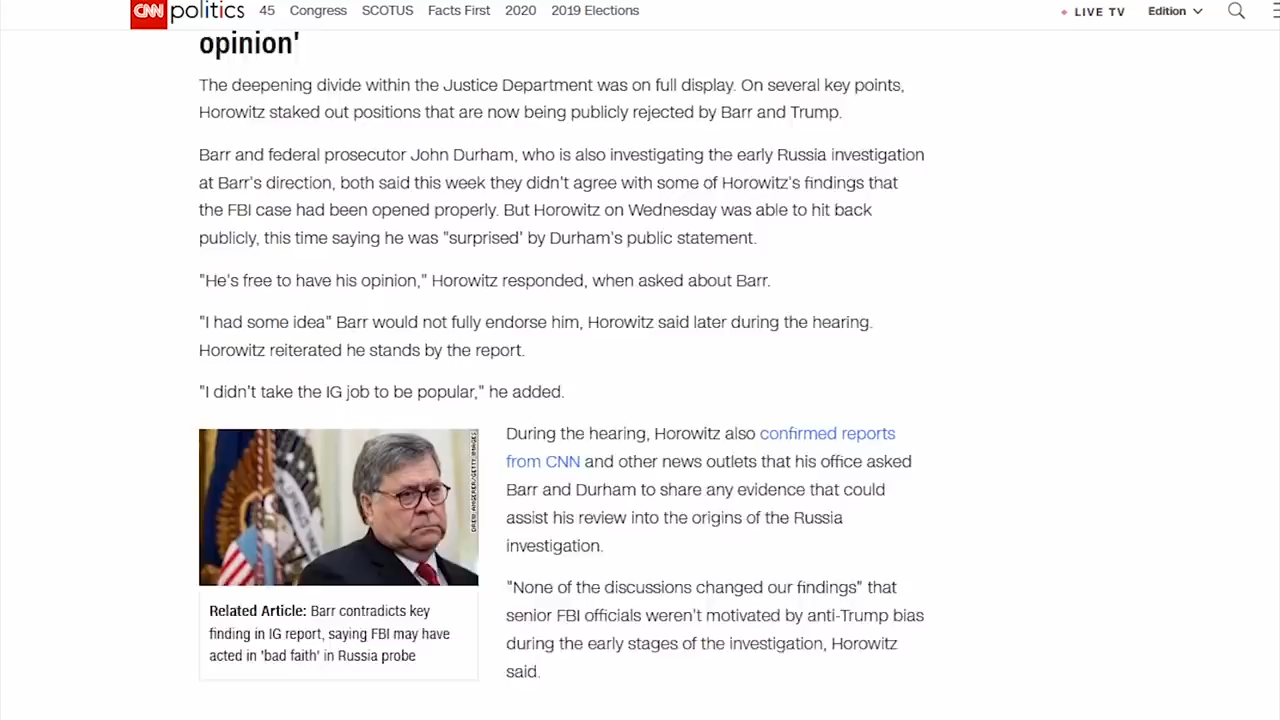 CNN politics 45 Congress SCOTUS Facts First 2020 2019 Elections LIVE TV Edition
opinion'
The deepening divide within the Justice Department was on full display. On several key points,
Horowitz staked out positions that are now being publicly rejected by Barr and Trump.
Barr and federal prosecutor John Durham, who is also investigating the early Russia investigation
at Barr's direction, both said this week they didn't agree with some of Horowitz's findings that
the FBI case had been opened properly. But Horowitz on Wednesday was able to hit back
publicly, this time saying he was "surprised' by Durham's public statement.
"He's free to have his opinion," Horowitz responded, when asked about Barr.
"I had some idea" Barr would not fully endorse him, Horowitz said later during the hearing.
Horowitz reiterated he stands by the report.
"I didn't take the IG job to be popular," he added.
DREW ANGERER/GETTY IMAGES
Related Article: Barr contradicts key
finding in IG report, saying FBI may have
acted in 'bad faith' in Russia probe
During the hearing, Horowitz also confirmed reports
from CNN and other news outlets that his office asked
Barr and Durham to share any evidence that could
assist his review into the origins of the Russia
investigation.
"None of the discussions changed our findings" that
senior FBI officials weren't motivated by anti-Trump bias
during the early stages of the investigation, Horowitz
said.